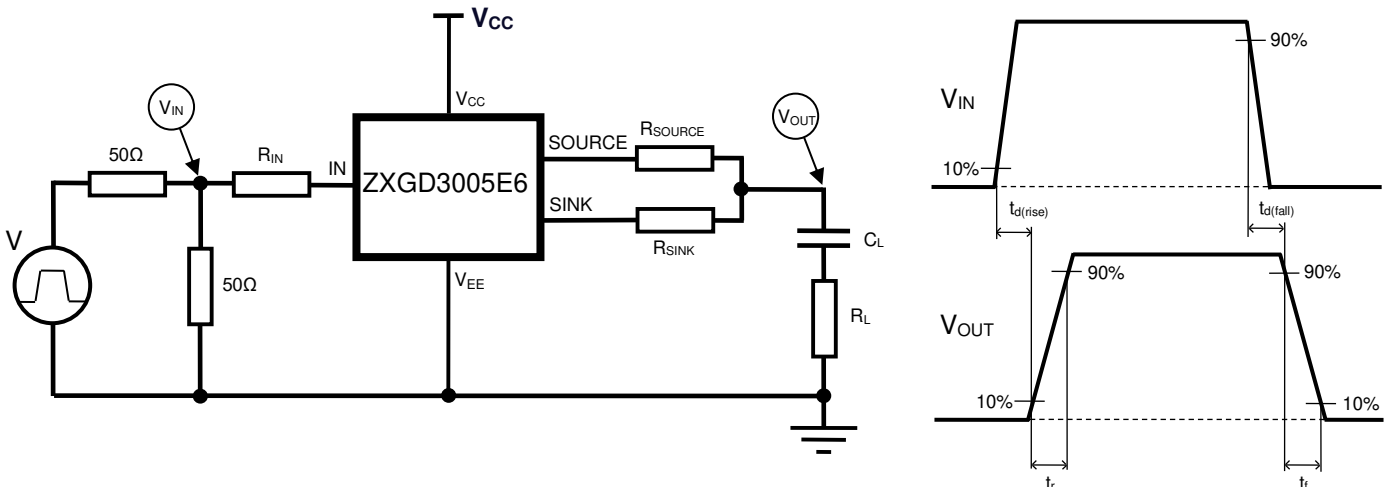 VCC
VIN
VCC
VOUT
50Ω
RIN
IN
ZXGD3005E6
SOURCE
RSOURCE
SINK
RSINK
V
50Ω
VEE
CL
RL
VIN
90%
10%
td(rise)
td(fall)
VOUT
90%
90%
10%
10%
tr
tf